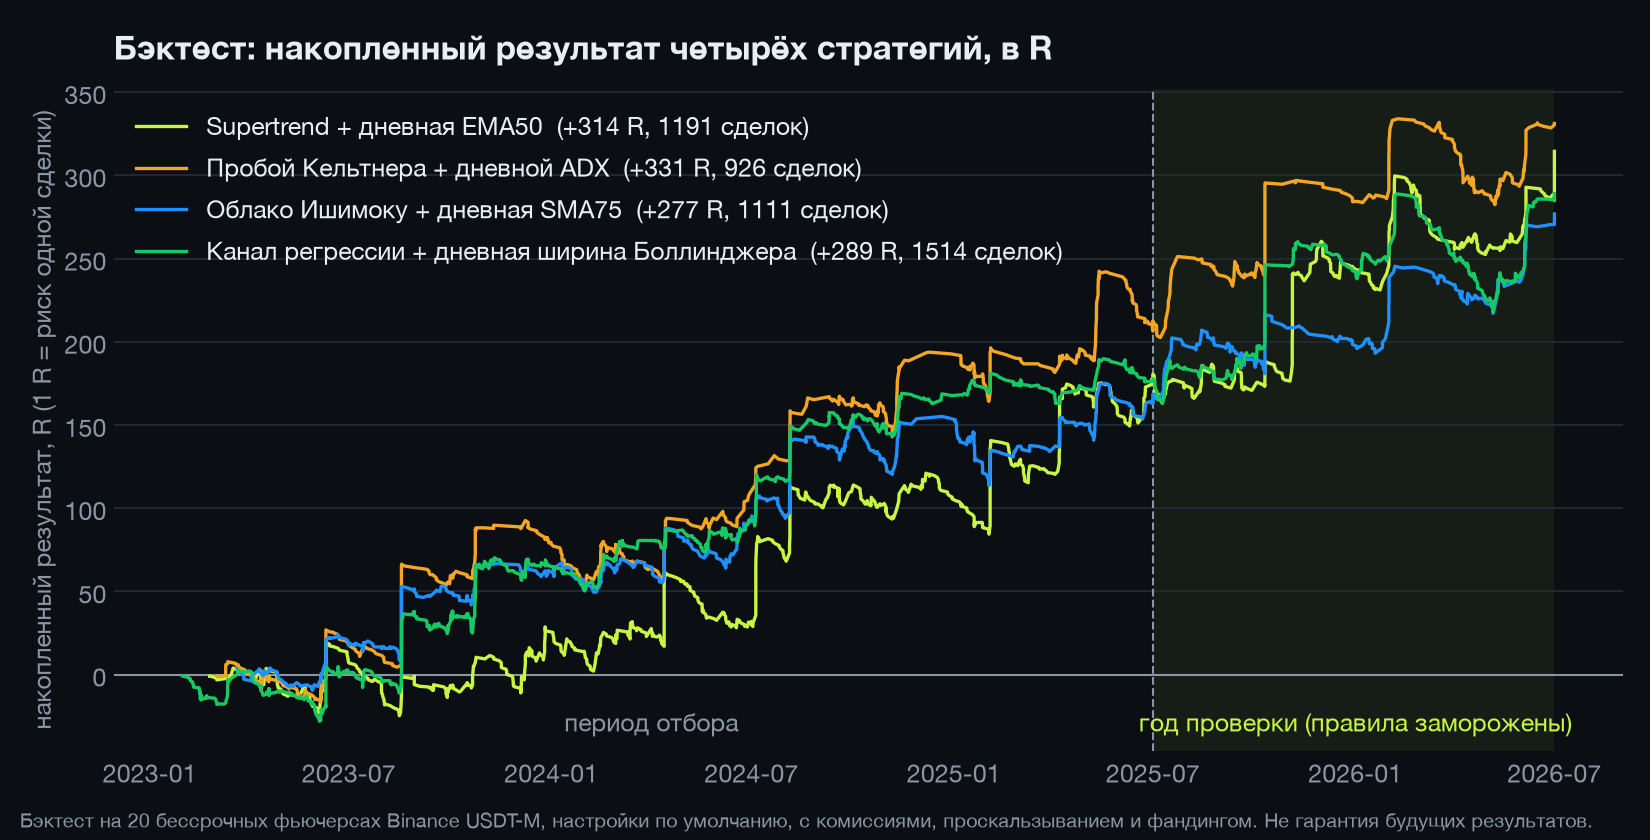 Бэктест: накопленный результат четырёх стратегий, в R
накопленный результат, R (1 R = риск одной сделки)
350
300
250
200
150
100
50
0
Supertrend + дневная EMA50 (+314 R, 1191 сделок)
Пробой Кельтнера + дневной ADX (+331 R, 926 сделок)
Облако Ишимоку + дневная SMA75 (+277 R, 1111 сделок)
Канал регрессии + дневная ширина Боллинджера (+289 R, 1514 сделок)
период отбора
год проверки (правила заморожены)
2023-01
2023-07
2024-01
2024-07
2025-01
2025-07
2026-01
2026-07
Бэктест на 20 бессрочных фьючерсах Binance USDT-M, настройки по умолчанию, с комиссиями, проскальзыванием и фандингом. Не гарантия будущих результатов.